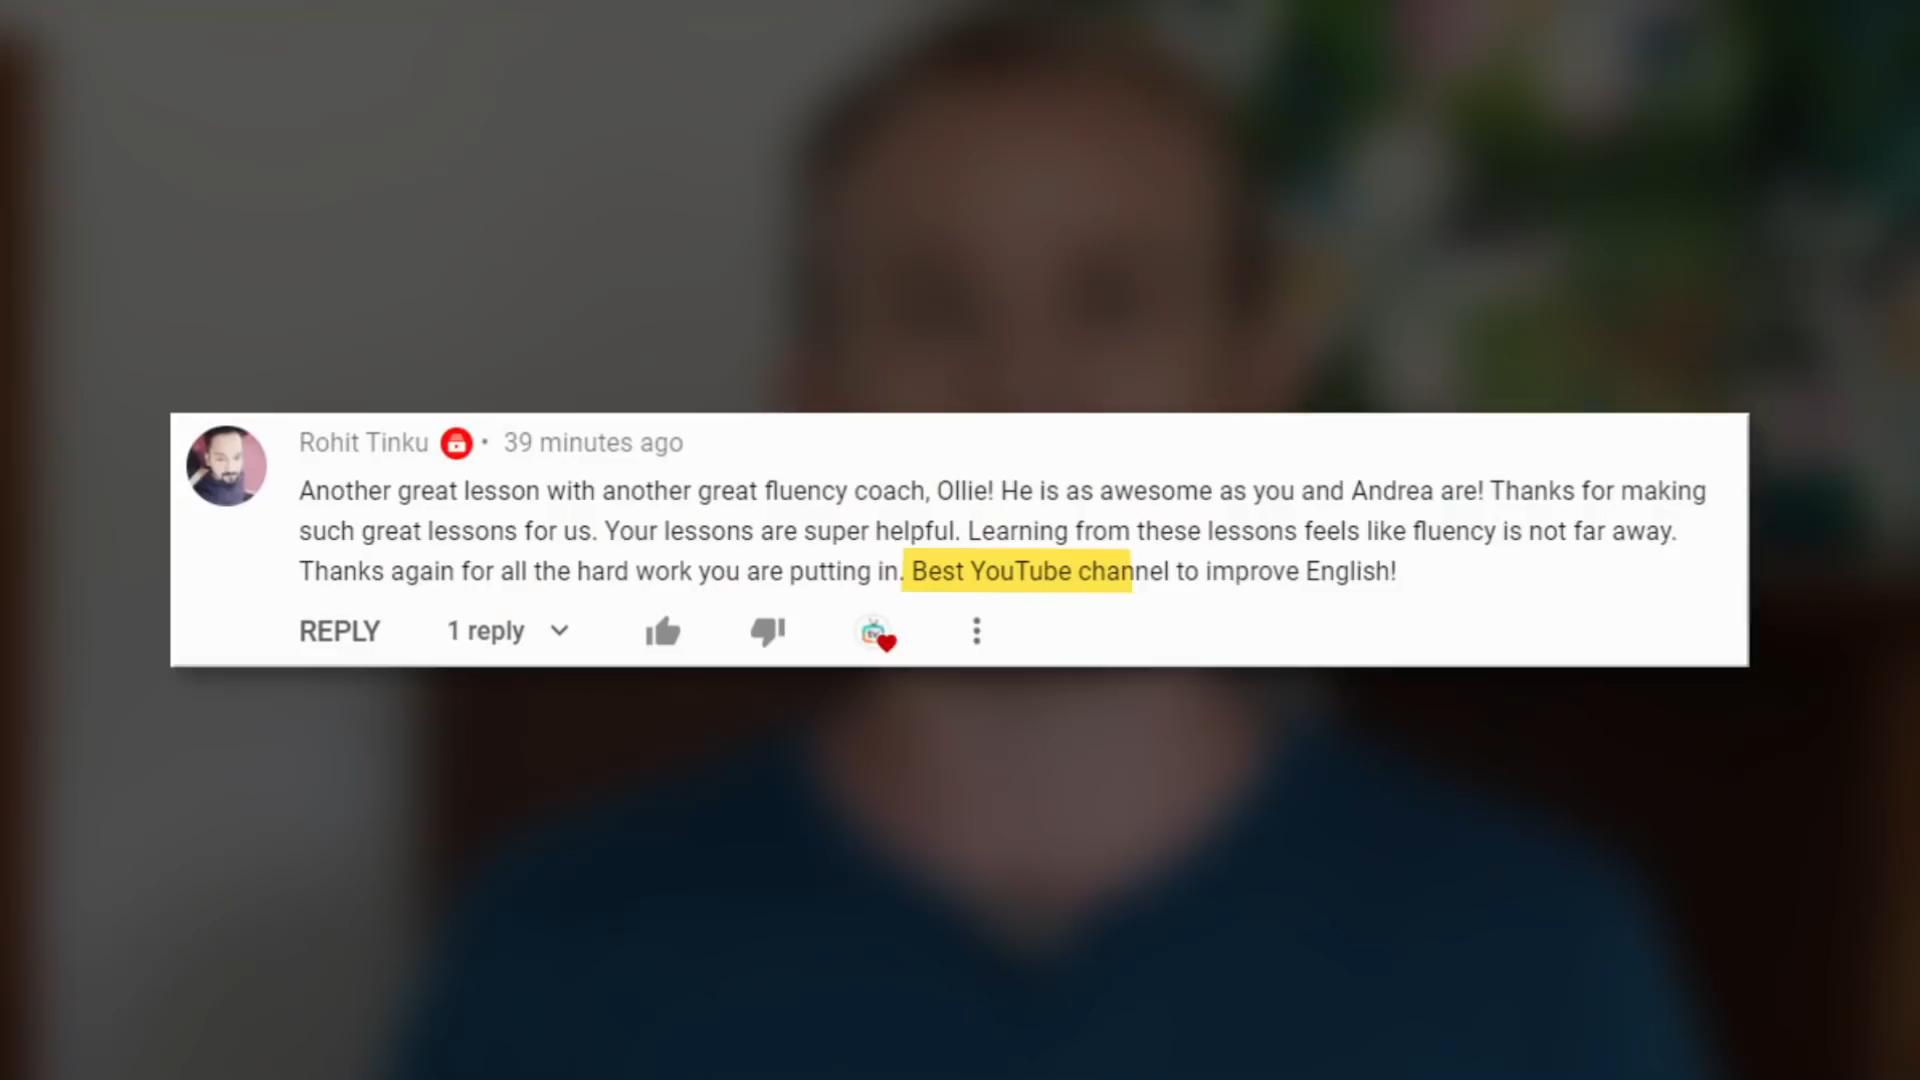 Rohit Tinku • 39 minutes ago
Another great lesson with another great fluency coach, Ollie! He is as awesome as you and Andrea are! Thanks for making
such great lessons for us. Your lessons are super helpful. Learning from these lessons feels like fluency is not far away.
Thanks again for all the hard work you are putting in. Best YouTube channel to improve English!
REPLY 1 reply
tv